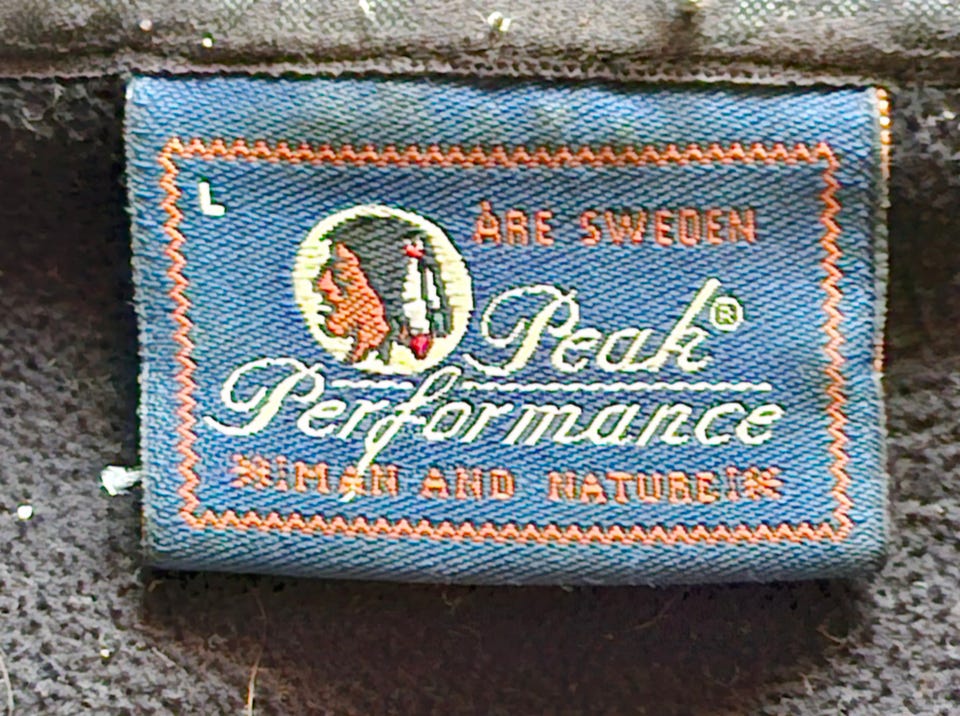 L
ÅRE SWEDEN
Peak®
Performance
MAN AND NATURE